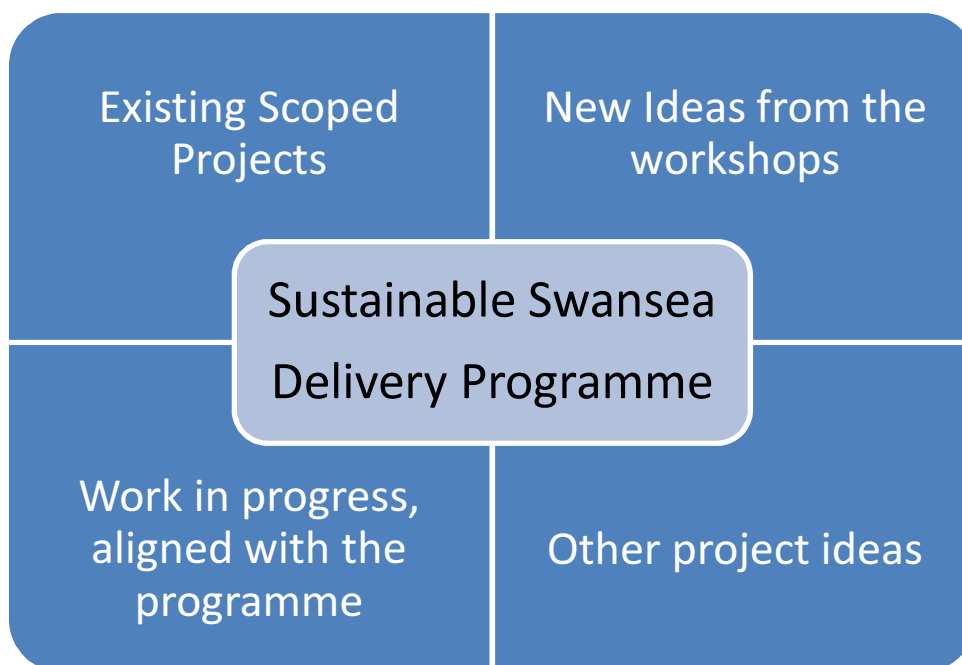 Existing Scoped
Projects
New Ideas from the
workshops
Sustainable Swansea
Delivery Programme
Work in progress,
aligned with the
programme
Other project ideas